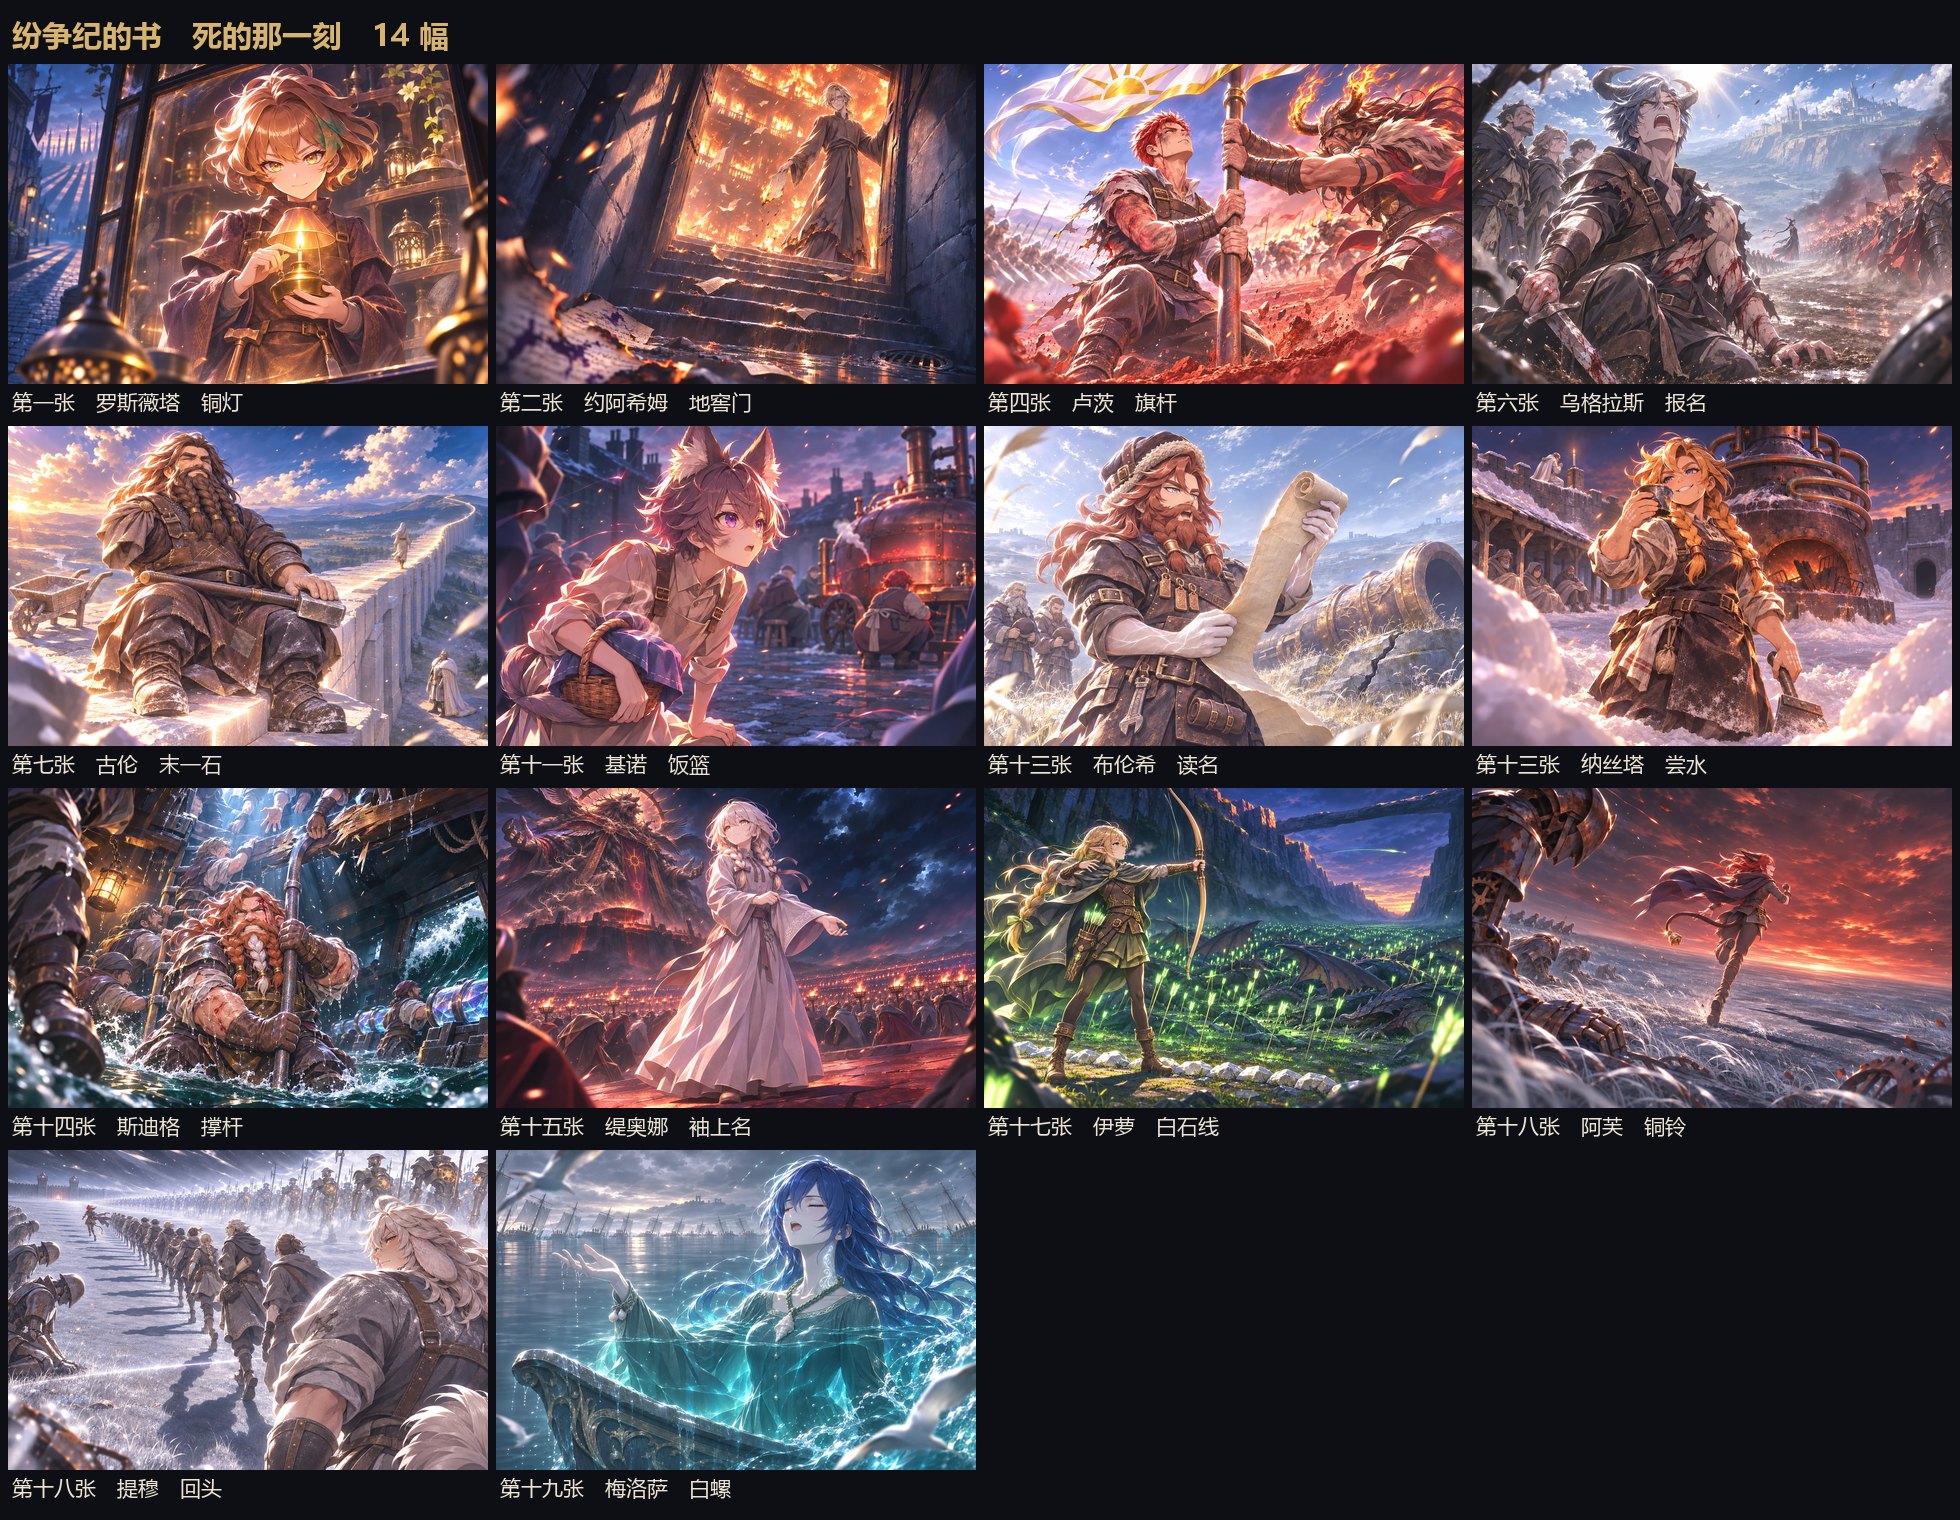 纷争纪的书　死的那一刻　14 幅
第一张　罗斯薇塔　铜灯
第二张　约阿希姆　地窖门
第四张　卢茨　旗杆
第六张　乌格拉斯　报名
第七张　古伦　末一石
第十一张　基诺　饭篮
第十三张　布伦希　读名
第十三张　纳丝塔　尝水
第十四张　斯迪格　撑杆
第十五张　缇奥娜　袖上名
第十七张　伊萝　白石线
第十八张　阿芙　铜铃
第十八张　提穆　回头
第十九张　梅洛萨　白螺